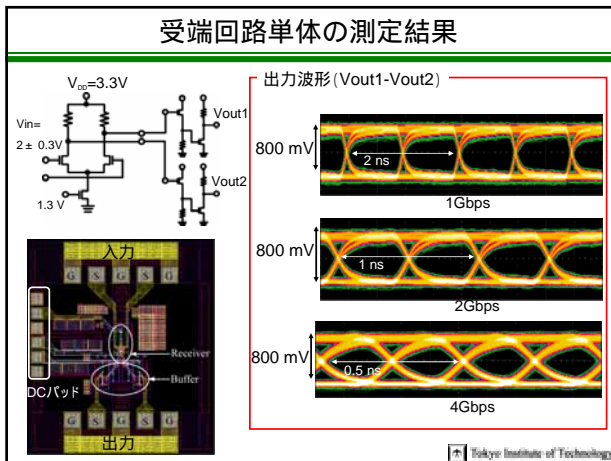 受端回路単体の測定結果
VDD=3.3V
Vin=
2 ± 0.3V
1.3 V
Vout1
Vout2
出力波形(Vout1-Vout2)
800 mV
2 ns
1Gbps
800 mV
1 ns
2Gbps
800 mV
0.5 ns
4Gbps
入力
G S G S G
Receiver
Buffer
DCパッド
G S G S G
出力
Tokyo Institute of Technology